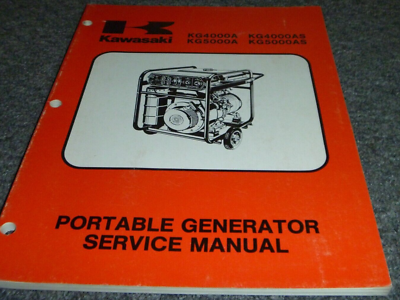 Kawasaki
KG4000A KG4000AS
KG5000A KG5000AS
PORTABLE GENERATOR
SERVICE MANUAL